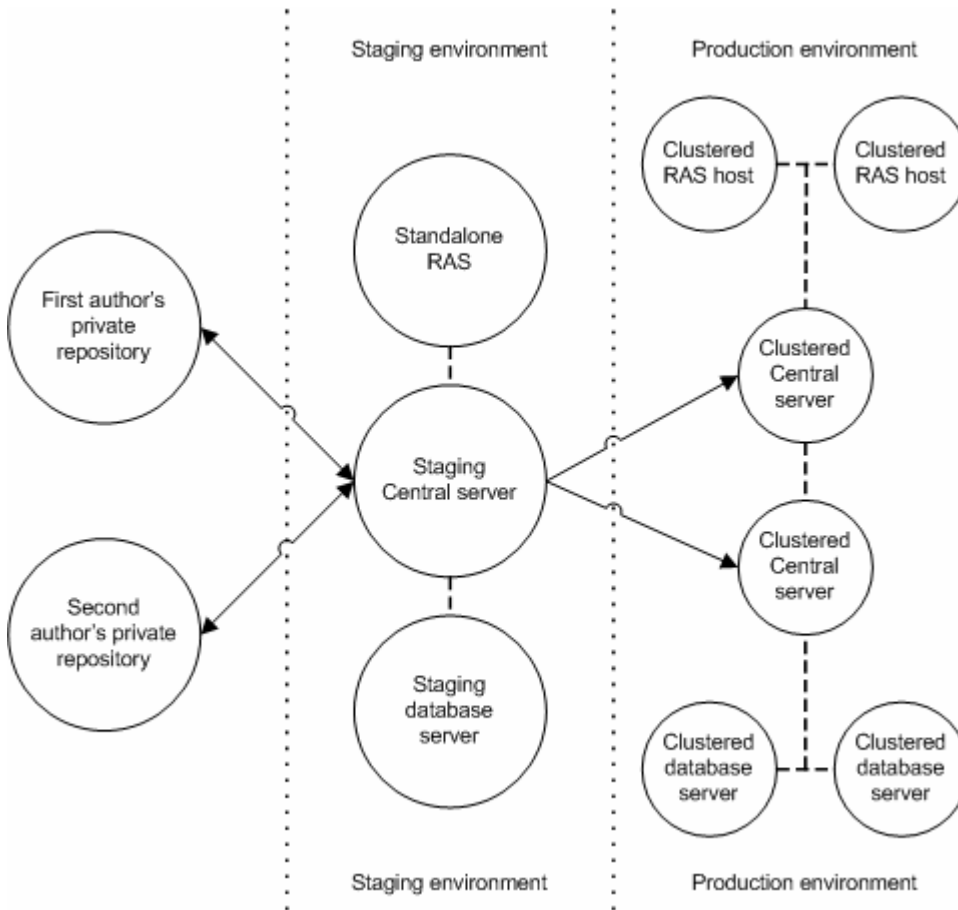 Staging environment
Production environment
Clustered
RAS host
Clustered
RAS host
Standalone
RAS
First author's
private
repository
Clustered
Central
server
Staging
Central server
Clustered
Central
server
Second
author's private
repository
Staging
database
server
Clustered
database
server
Clustered
database
server
Staging environment
Production environment